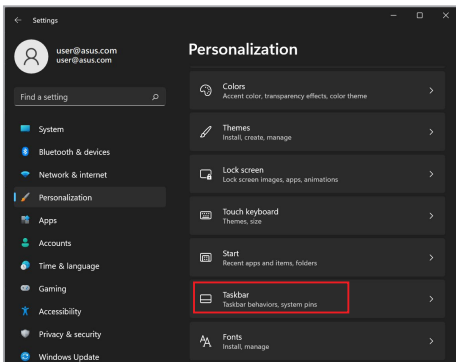 Settings
user@asus.com
user@asus.com
Find a setting
System
Bluetooth & devices
Network & internet
Personalization
Apps
Accounts
Time & language
Gaming
Accessibility
Privacy & security
Windows Update
Personalization
Colors
Accent color, transparency effects, color theme
Themes
Install, create, manage
Lock screen
Lock screen images, apps, animations
Touch keyboard
Themes, size
Start
Recent apps and items, folders
Taskbar
Taskbar behaviors, system pins
Fonts
Install, manage